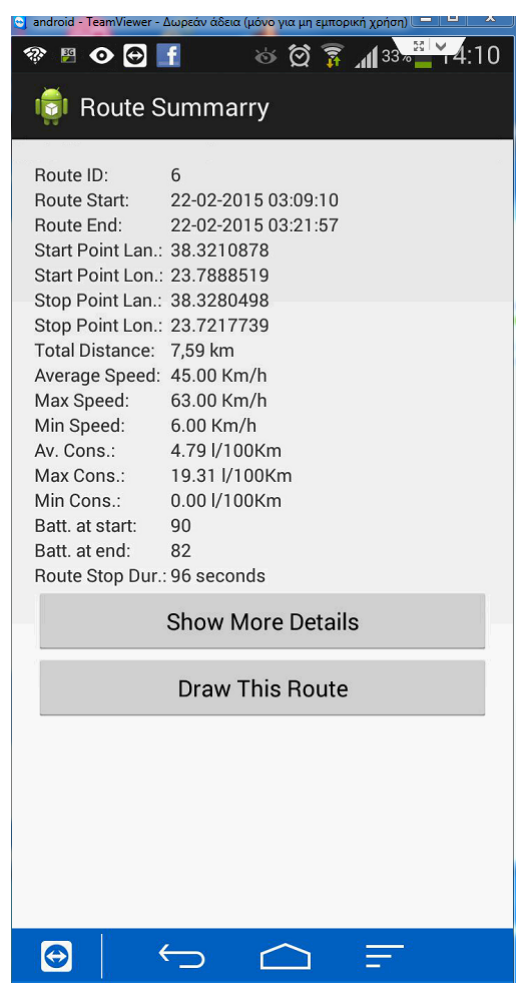 android - TeamViewer - Δωρεάν άδεια (μόνο για μη εμπορική χρήση)
33% 14:10
Route Summarry
Route ID: 6
Route Start: 22-02-2015 03:09:10
Route End: 22-02-2015 03:21:57
Start Point Lan.: 38.3210878
Start Point Lon.: 23.7888519
Stop Point Lan.: 38.3280498
Stop Point Lon.: 23.7217739
Total Distance: 7,59 km
Average Speed: 45.00 Km/h
Max Speed: 63.00 Km/h
Min Speed: 6.00 Km/h
Av. Cons.: 4.79 l/100Km
Max Cons.: 19.31 l/100Km
Min Cons.: 0.00 l/100Km
Batt. at start: 90
Batt. at end: 82
Route Stop Dur.: 96 seconds
Show More Details
Draw This Route